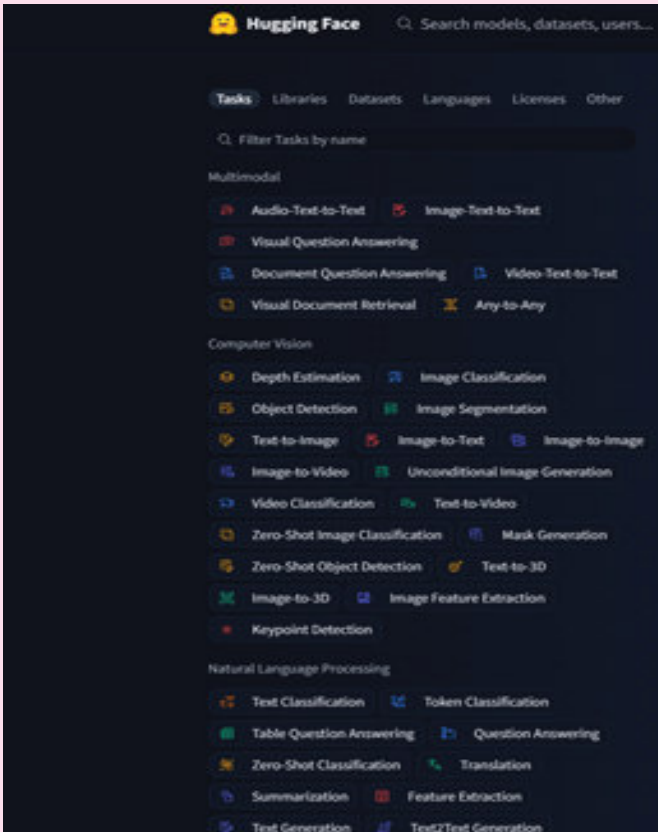 Hugging Face Search models, datasets, users...
Tasks Libraries Datasets Languages Licenses Other
Filter Tasks by name
Multimodal
Audio-Text-to-Text Image-Text-to-Text
Visual Question Answering
Document Question Answering Video-Text-to-Text
Visual Document Retrieval Any-to-Any
Computer Vision
Depth Estimation Image Classification
Object Detection Image Segmentation
Text-to-Image Image-to-Text Image-to-Image
Image-to-Video Unconditional Image Generation
Video Classification Text-to-Video
Zero-Shot Image Classification Mask Generation
Zero-Shot Object Detection Text-to-3D
Image-to-3D Image Feature Extraction
Keypoint Detection
Natural Language Processing
Text Classification Token Classification
Table Question Answering Question Answering
Zero-Shot Classification Translation
Summarization Feature Extraction
Text Generation Text2Text Generation